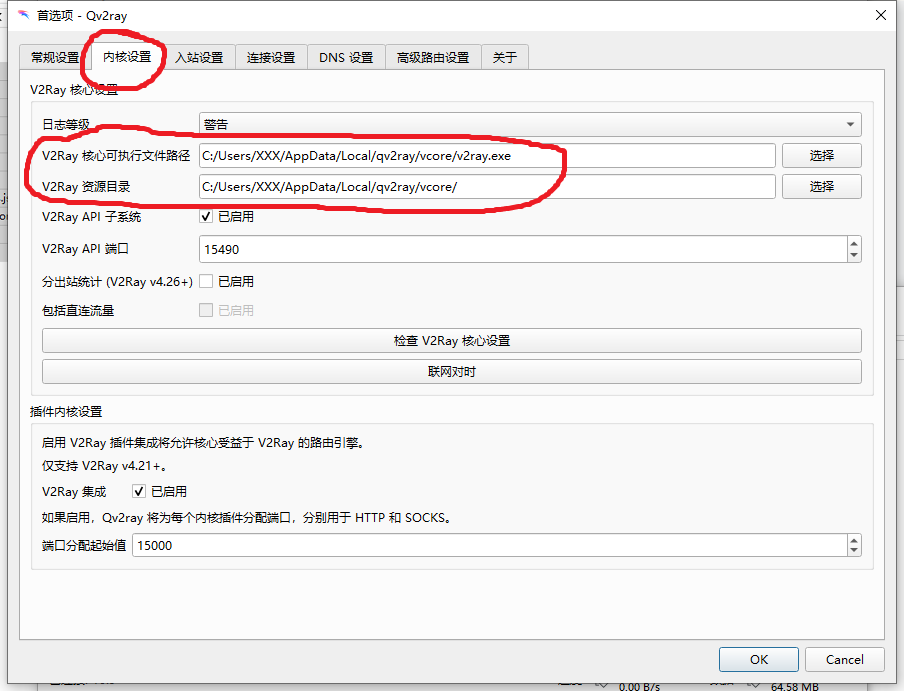 首选项 - Qv2ray
常规设置 内核设置 入站设置 连接设置 DNS 设置 高级路由设置 关于
V2Ray 核心设置
日志等级 警告
V2Ray 核心可执行文件路径 C:/Users/XXX/AppData/Local/qv2ray/vcore/v2ray.exe 选择
V2Ray 资源目录 C:/Users/XXX/AppData/Local/qv2ray/vcore/ 选择
V2Ray API 子系统 已启用
V2Ray API 端口 15490
分出站统计 (V2Ray v4.26+) 已启用
包括直连流量 已启用
检查 V2Ray 核心设置
联网对时
插件内核设置
启用 V2Ray 插件集成将允许核心受益于 V2Ray 的路由引擎。
仅支持 V2Ray v4.21+。
V2Ray 集成 已启用
如果启用，Qv2ray 将为每个内核插件分配端口，分别用于 HTTP 和 SOCKS。
端口分配起始值 15000
OK Cancel
0.00 B/s 64.58 MB